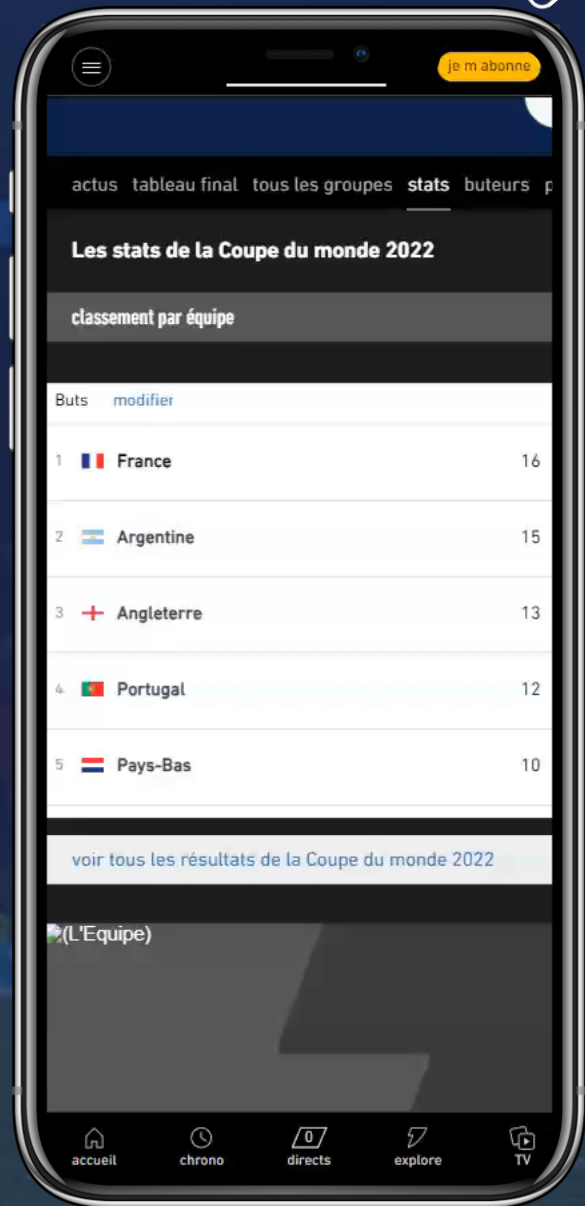 je m abonne
actus tableau final tous les groupes stats buteurs p
Les stats de la Coupe du monde 2022
classement par équipe
Buts modifier
1 France 16
2 Argentine 15
3 Angleterre 13
4 Portugal 12
5 Pays-Bas 10
voir tous les résultats de la Coupe du monde 2022
(L'Equipe)
0
accueil chrono directs explore TV